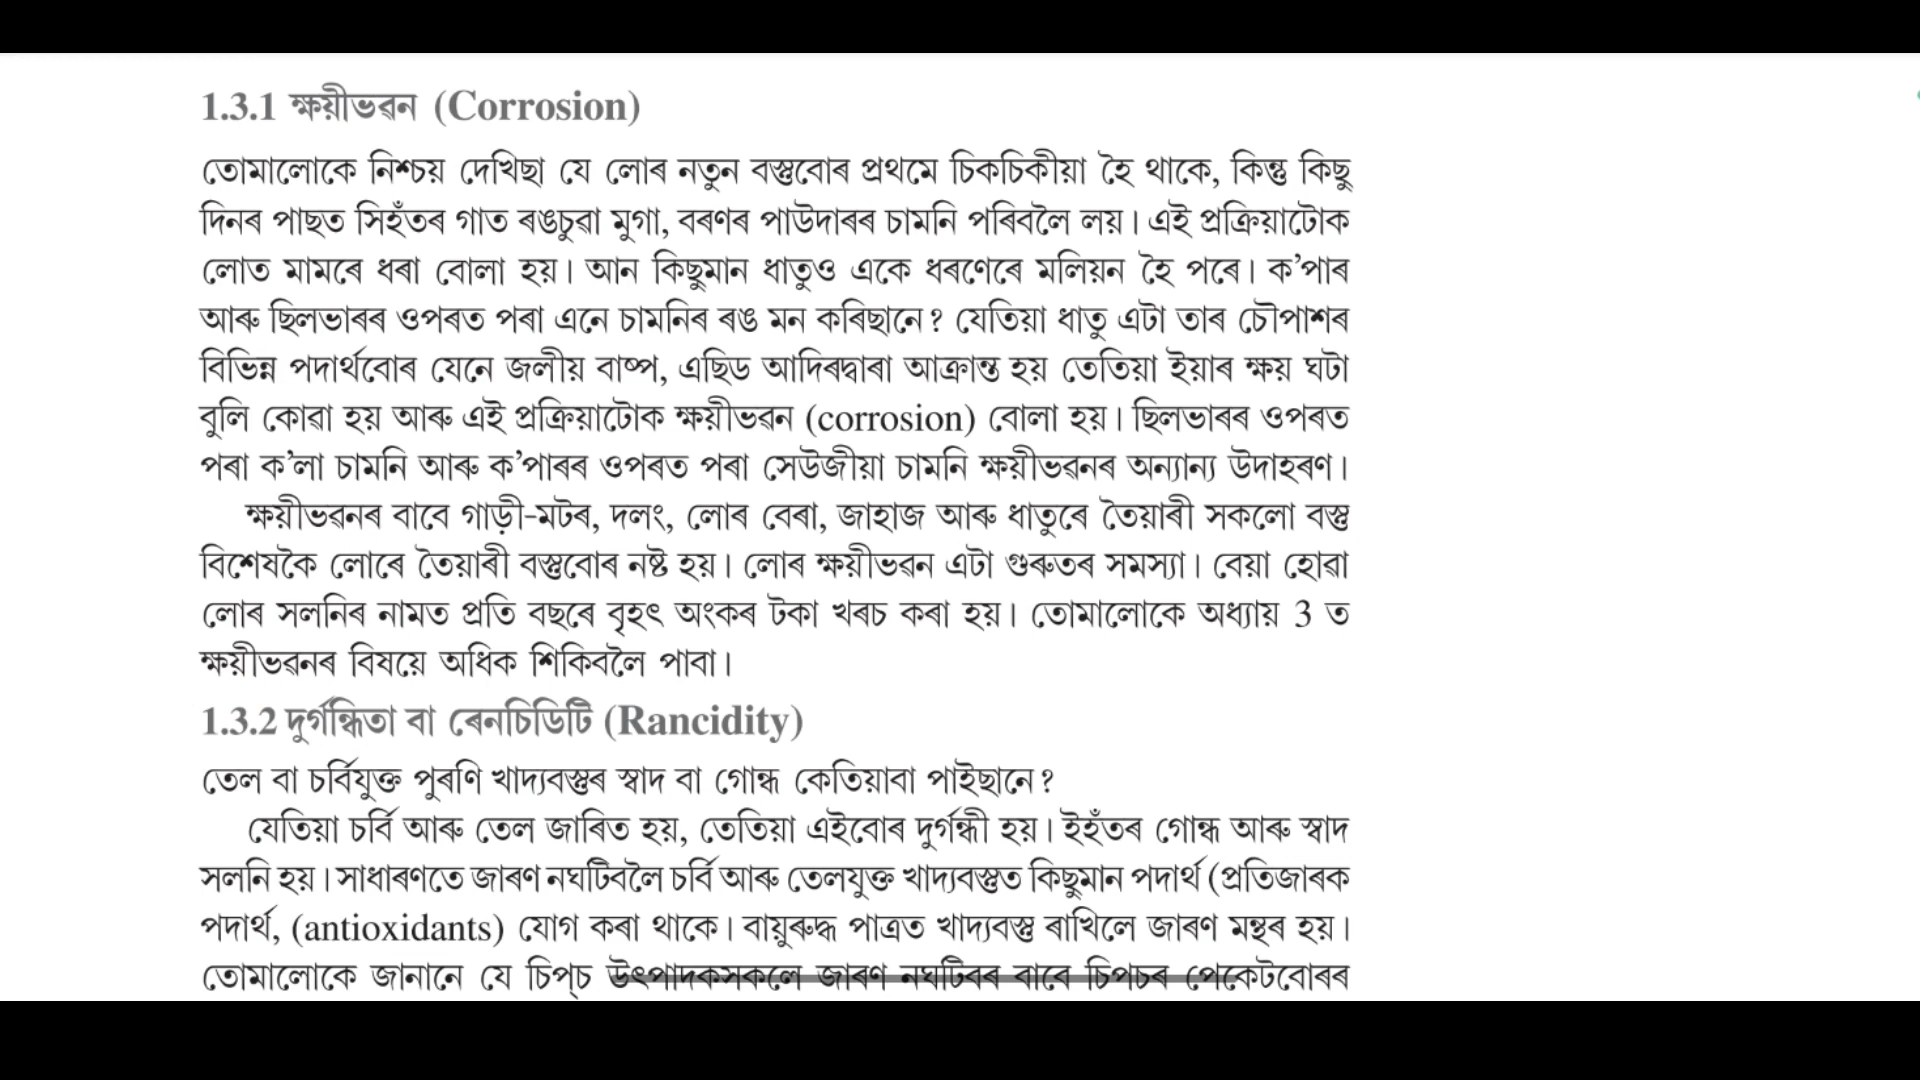 1.3.1 ক্ষয়ীভৱন (Corrosion)
তোমালোকে নিশ্চয় দেখিছা যে লোৰ নতুন বস্তুবোৰ প্ৰথমে চিকচিকীয়া হৈ থাকে, কিন্তু কিছু
দিনৰ পাছত সিহঁতৰ গাত ৰঙচুৱা মুগা, বৰণৰ পাউদাৰৰ চামনি পৰিবলৈ লয়। এই প্ৰক্ৰিয়াটোক
লোত মামৰে ধৰা বোলা হয়। আন কিছুমান ধাতুও একে ধৰণেৰে মলিয়ন হৈ পৰে। ক’পাৰ
আৰু ছিলভাৰৰ ওপৰত পৰা এনে চামনিৰ ৰঙ মন কৰিছানে? যেতিয়া ধাতু এটা তাৰ চৌপাশৰ
বিভিন্ন পদাৰ্থবোৰ যেনে জলীয় বাষ্প, এছিড আদিৰদ্বাৰা আক্ৰান্ত হয় তেতিয়া ইয়াৰ ক্ষয় ঘটা
বুলি কোৱা হয় আৰু এই প্ৰক্ৰিয়াটোক ক্ষয়ীভৱন (corrosion) বোলা হয়। ছিলভাৰৰ ওপৰত
পৰা ক’লা চামনি আৰু ক’পাৰৰ ওপৰত পৰা সেউজীয়া চামনি ক্ষয়ীভৱনৰ অন্যান্য উদাহৰণ।
ক্ষয়ীভৱনৰ বাবে গাড়ী-মটৰ, দলং, লোৰ বেৰা, জাহাজ আৰু ধাতুৰে তৈয়াৰী সকলো বস্তু
বিশেষকৈ লোৰে তৈয়াৰী বস্তুবোৰ নষ্ট হয়। লোৰ ক্ষয়ীভৱন এটা গুৰুতৰ সমস্যা। বেয়া হোৱা
লোৰ সলনিৰ নামত প্ৰতি বছৰে বৃহৎ অংকৰ টকা খৰচ কৰা হয়। তোমালোকে অধ্যায় 3 ত
ক্ষয়ীভৱনৰ বিষয়ে অধিক শিকিবলৈ পাবা।
1.3.2 দুৰ্গন্ধিতা বা ৰেনচিডিটি (Rancidity)
তেল বা চৰ্বিযুক্ত পুৰণি খাদ্যবস্তুৰ স্বাদ বা গোন্ধ কেতিয়াবা পাইছানে?
যেতিয়া চৰ্বি আৰু তেল জাৰিত হয়, তেতিয়া এইবোৰ দুৰ্গন্ধী হয়। ইহঁতৰ গোন্ধ আৰু স্বাদ
সলনি হয়। সাধাৰণতে জাৰণ নঘটিবলৈ চৰ্বি আৰু তেলযুক্ত খাদ্যবস্তুত কিছুমান পদাৰ্থ (প্ৰতিজাৰক
পদাৰ্থ, (antioxidants) যোগ কৰা থাকে। বায়ুৰুদ্ধ পাত্ৰত খাদ্যবস্তু ৰাখিলে জাৰণ মন্থৰ হয়।
তোমালোকে জানানে যে চিপ্‌চ উৎপাদকসকলে জাৰণ নঘটিবৰ বাবে চিপচৰ পেকেটবোৰৰ